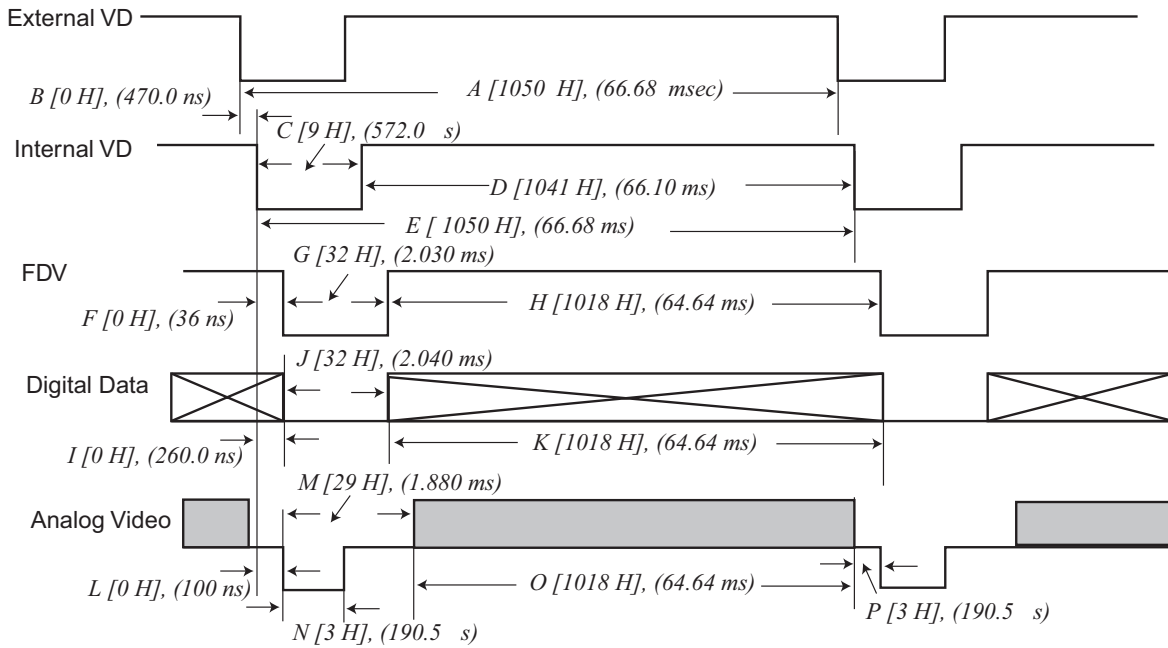 External VD
B [0 H], (470.0 ns)
A [1050 H], (66.68 msec)
C [9 H], (572.0 s)
Internal VD
D [1041 H], (66.10 ms)
E [ 1050 H], (66.68 ms)
G [32 H], (2.030 ms)
FDV
F [0 H], (36 ns)
H [1018 H], (64.64 ms)
J [32 H], (2.040 ms)
Digital Data
I [0 H], (260.0 ns)
K [1018 H], (64.64 ms)
M [29 H], (1.880 ms)
Analog Video
L [0 H], (100 ns)
O [1018 H], (64.64 ms)
P [3 H], (190.5 s)
N [3 H], (190.5 s)